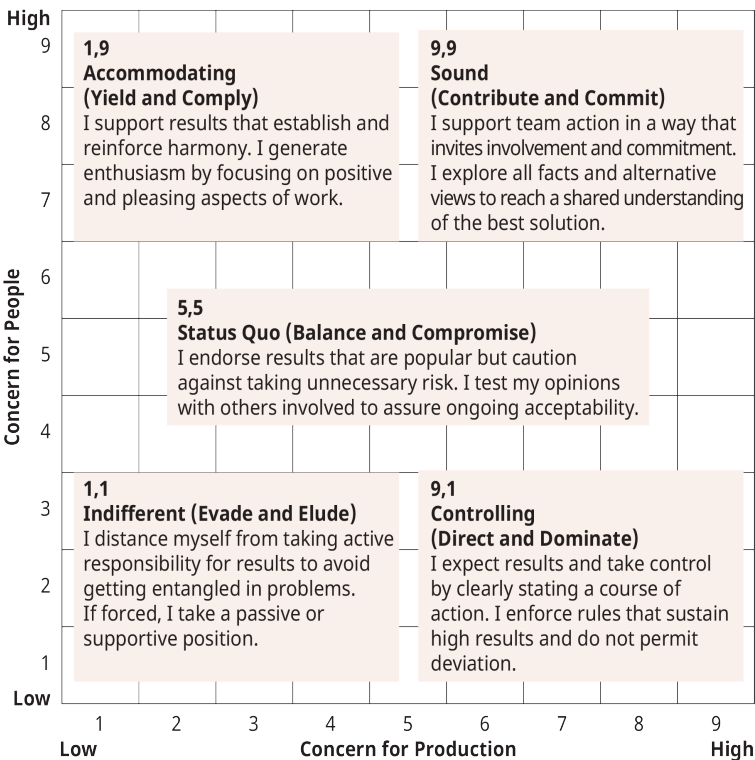 High
9
8
7
6
5
4
3
2
1
Low
Concern for People
1,9
Accommodating
(Yield and Comply)
I support results that establish and
reinforce harmony. I generate
enthusiasm by focusing on positive
and pleasing aspects of work.
9,9
Sound
(Contribute and Commit)
I support team action in a way that
invites involvement and commitment.
I explore all facts and alternative
views to reach a shared understanding
of the best solution.
5,5
Status Quo (Balance and Compromise)
I endorse results that are popular but caution
against taking unnecessary risk. I test my opinions
with others involved to assure ongoing acceptability.
1,1
Indifferent (Evade and Elude)
I distance myself from taking active
responsibility for results to avoid
getting entangled in problems.
If forced, I take a passive or
supportive position.
9,1
Controlling
(Direct and Dominate)
I expect results and take control
by clearly stating a course of
action. I enforce rules that sustain
high results and do not permit
deviation.
1 2 3 4 5 6 7 8 9
Low Concern for Production High